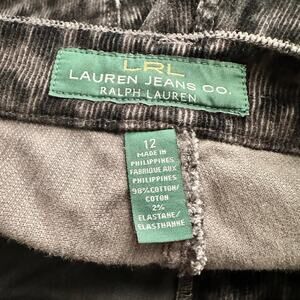 LRL
LAUREN JEANS CO.
RALPH LAUREN
12
MADE IN
PHILIPPINES
FABRIQUE AUX
PHILIPPINES
98% COTTON/
COTON
2%
ELASTANE/
ELASTHANNE